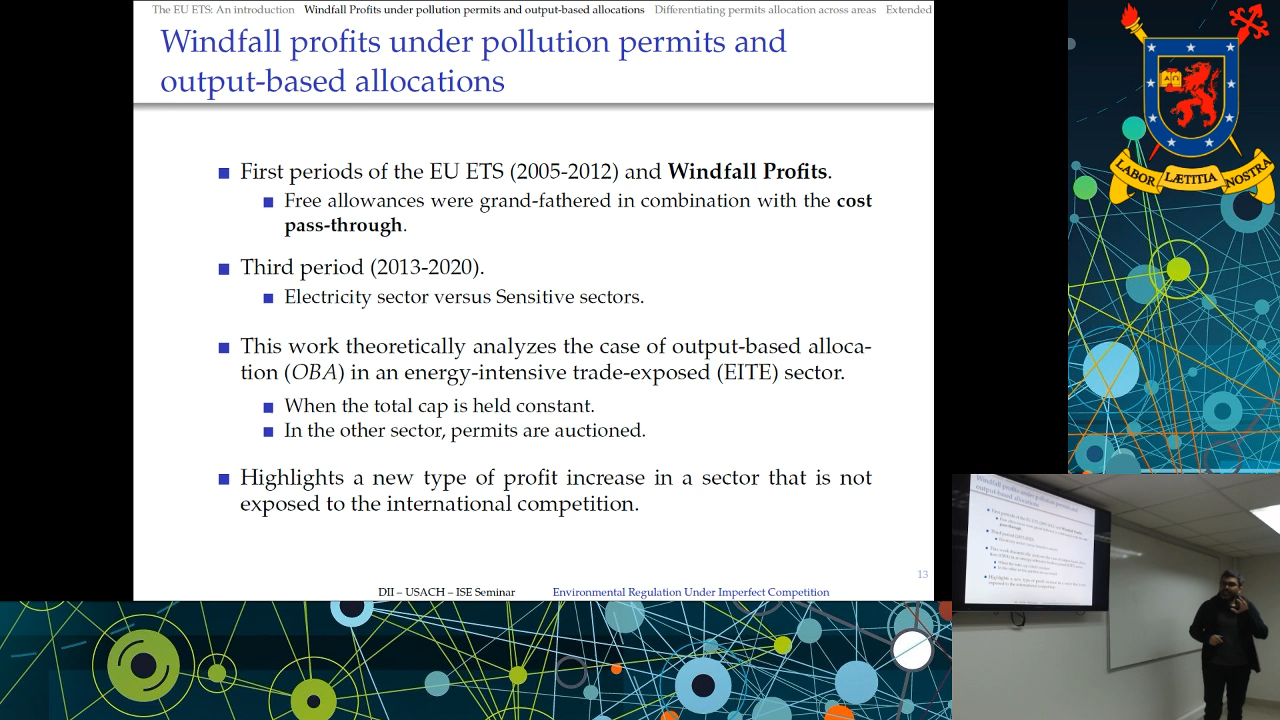 The EU ETS: An introduction Windfall Profits under pollution permits and output-based allocations Differentiating permits allocation across areas Extended
Windfall profits under pollution permits and
output-based allocations
■ First periods of the EU ETS (2005-2012) and Windfall Profits.
■ Free allowances were grand-fathered in combination with the cost
pass-through.
■ Third period (2013-2020).
■ Electricity sector versus Sensitive sectors.
■ This work theoretically analyzes the case of output-based alloca-
tion (OBA) in an energy-intensive trade-exposed (EITE) sector.
■ When the total cap is held constant.
■ In the other sector, permits are auctioned.
■ Highlights a new type of profit increase in a sector that is not
exposed to the international competition.
13
DII – USACH – ISE Seminar Environmental Regulation Under Imperfect Competition
LABOR LÆTITIA NOSTRA